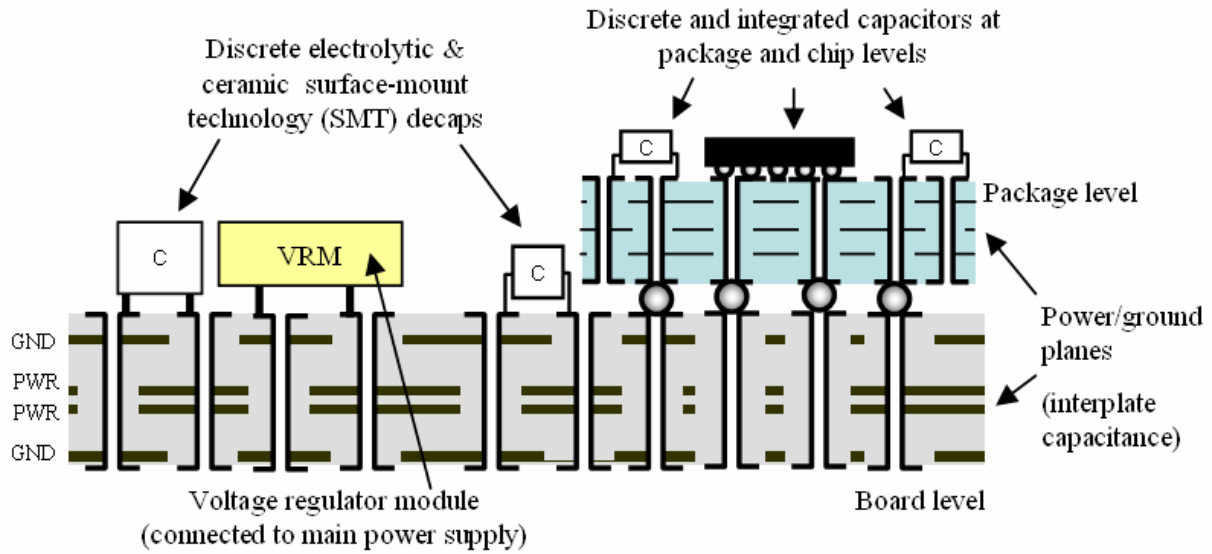 Discrete electrolytic &
ceramic surface-mount
technology (SMT) decaps
Discrete and integrated capacitors at
package and chip levels
C
C
Package level
C
VRM
C
Power/ground
planes
(interplate
capacitance)
GND
PWR
PWR
GND
Voltage regulator module
(connected to main power supply)
Board level